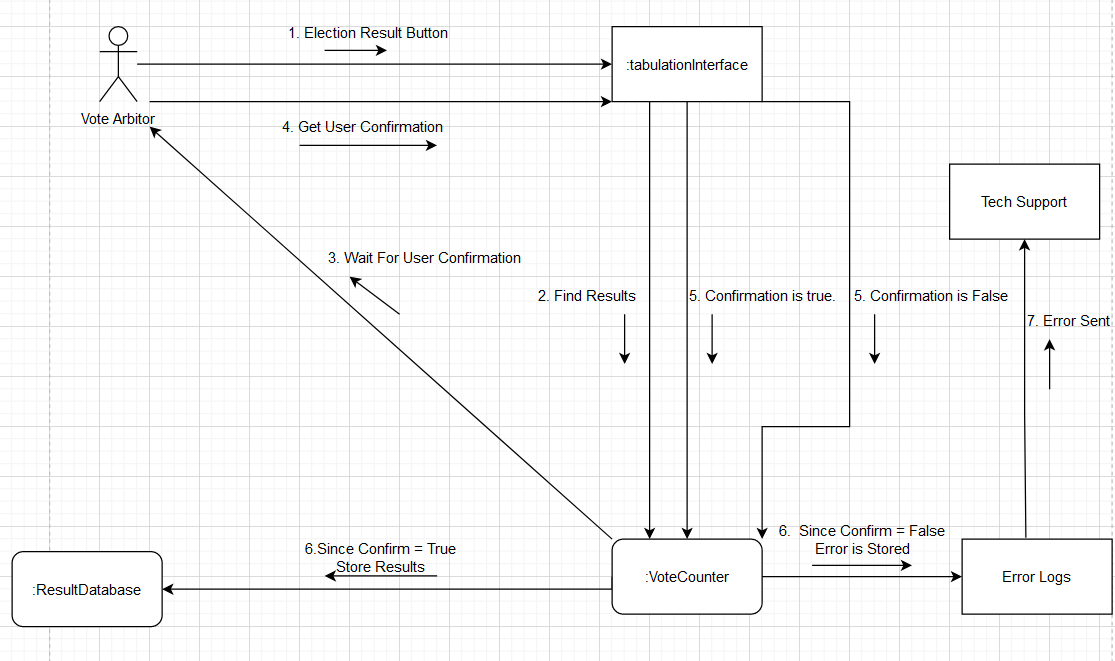 1. Election Result Button
:tabulationInterface
Vote Arbitor
4. Get User Confirmation
Tech Support
3. Wait For User Confirmation
2. Find Results
5. Confirmation is true.
5. Confirmation is False
7. Error Sent
6. Since Confirm = False
Error is Stored
6.Since Confirm = True
Store Results
:VoteCounter
Error Logs
:ResultDatabase